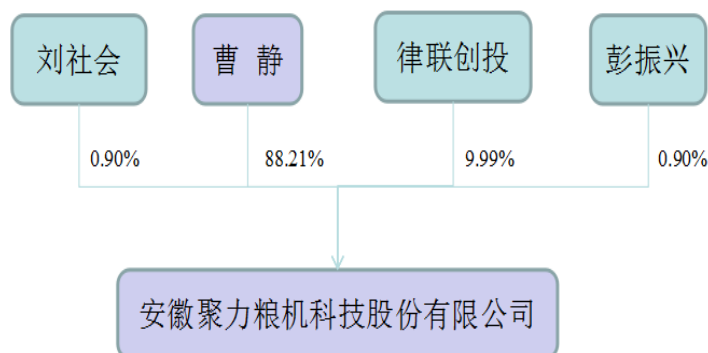 刘社会
曹 静
律联创投
彭振兴
0.90%
88.21%
9.99%
0.90%
安徽聚力粮机科技股份有限公司